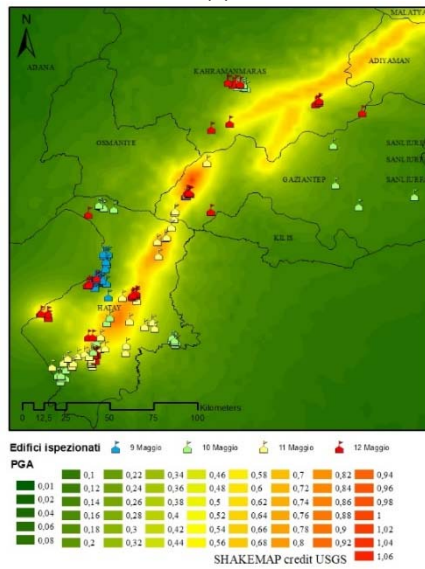 N
MALATYA
ADANA
KAHRAMANMARAS
ADIYAMAN
OSMANIYE
SANLIURFA
GAZIANTEP
KILIS
HATAY
0 12,5 25 50 75 100
Kilometers
Edifici ispezionati 9 Maggio 10 Maggio 11 Maggio 12 Maggio
PGA
0,01 0,02 0,04 0,06 0,08
0,1 0,12 0,14 0,16 0,18 0,2
0,22 0,24 0,26 0,28 0,3 0,32
0,34 0,36 0,38 0,4 0,42 0,44
0,46 0,48 0,5 0,52 0,54 0,56
0,58 0,6 0,62 0,64 0,66 0,68
0,7 0,72 0,74 0,76 0,78 0,8
0,82 0,84 0,86 0,88 0,9 0,92
0,94 0,96 0,98 1 1,02 1,04 1,06
SHAKEMAP credit USGS